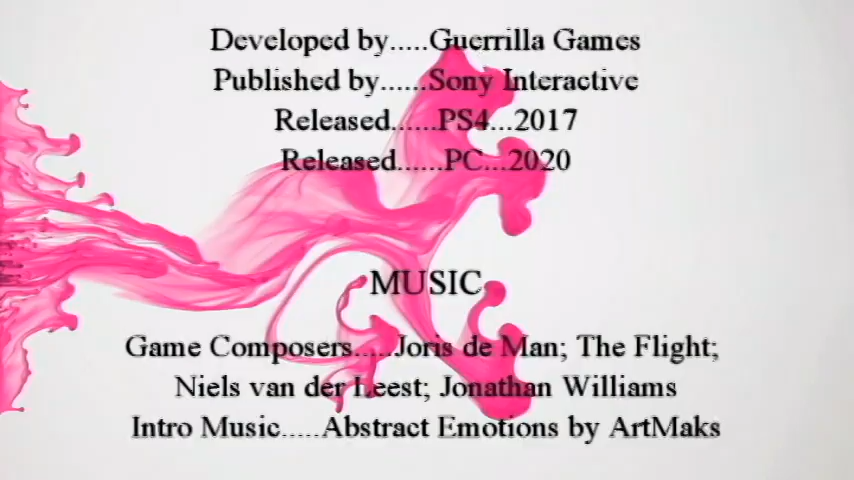 Developed by.....Guerrilla Games
Published by......Sony Interactive
Released......PS4...2017
Released......PC...2020
MUSIC
Game Composers.....Joris de Man; The Flight;
Niels van der Leest; Jonathan Williams
Intro Music.....Abstract Emotions by ArtMaks